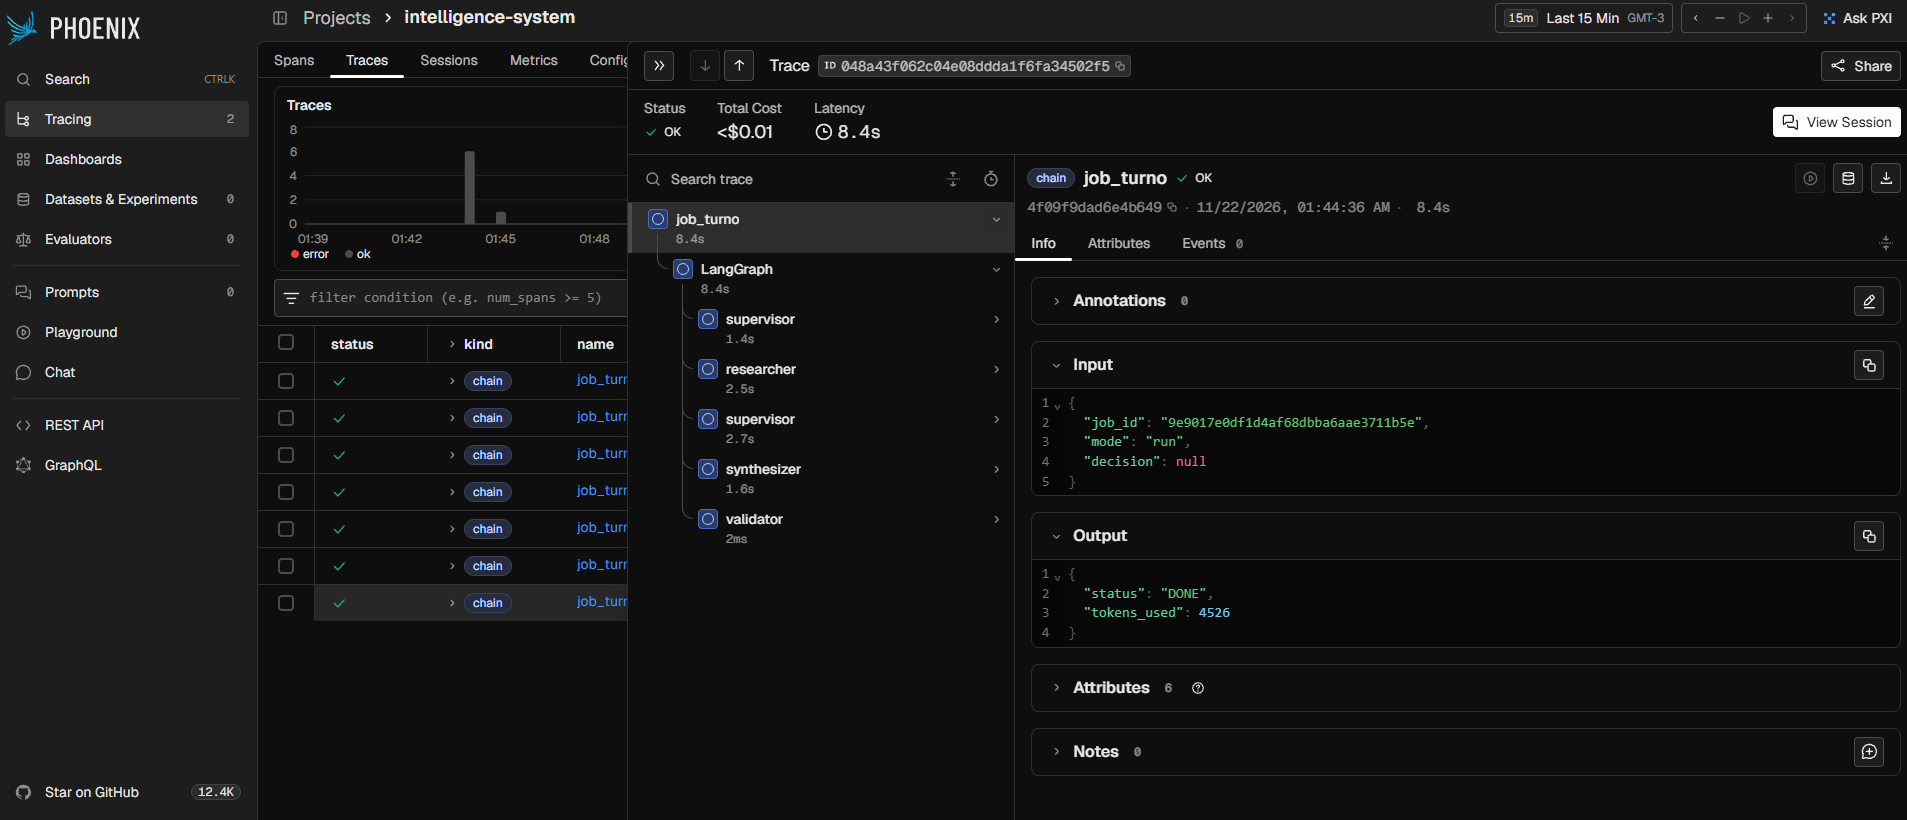 PHOENIX
Search CTRLK
Tracing 2
Dashboards
Datasets & Experiments 0
Evaluators 0
Prompts 0
Playground
Chat
REST API
GraphQL
Star on GitHub 12.4K
Projects › intelligence-system
15m Last 15 Min GMT-3
Ask PXI
Spans Traces Sessions Metrics Config
Traces
8
6
4
2
0
01:39 01:42 01:45 01:48
error ok
filter condition (e.g. num_spans >= 5)
status kind name
chain job_turn
chain job_turn
chain job_turn
chain job_turn
chain job_turn
chain job_turn
chain job_turn
Trace ID 048a43f062c04e08ddda1f6fa34502f5
Share
Status Total Cost Latency
OK <$0.01 8.4s
View Session
Search trace
job_turno
8.4s
LangGraph
8.4s
supervisor
1.4s
researcher
2.5s
supervisor
2.7s
synthesizer
1.6s
validator
2ms
chain job_turno OK
4f09f9dad6e4b649 · 11/22/2026, 01:44:36 AM · 8.4s
Info Attributes Events 0
Annotations 0
Input
1 {
2 "job_id": "9e9017e0df1d4af68dbba6aae3711b5e",
3 "mode": "run",
4 "decision": null
5 }
Output
1 {
2 "status": "DONE",
3 "tokens_used": 4526
4 }
Attributes 6
Notes 0